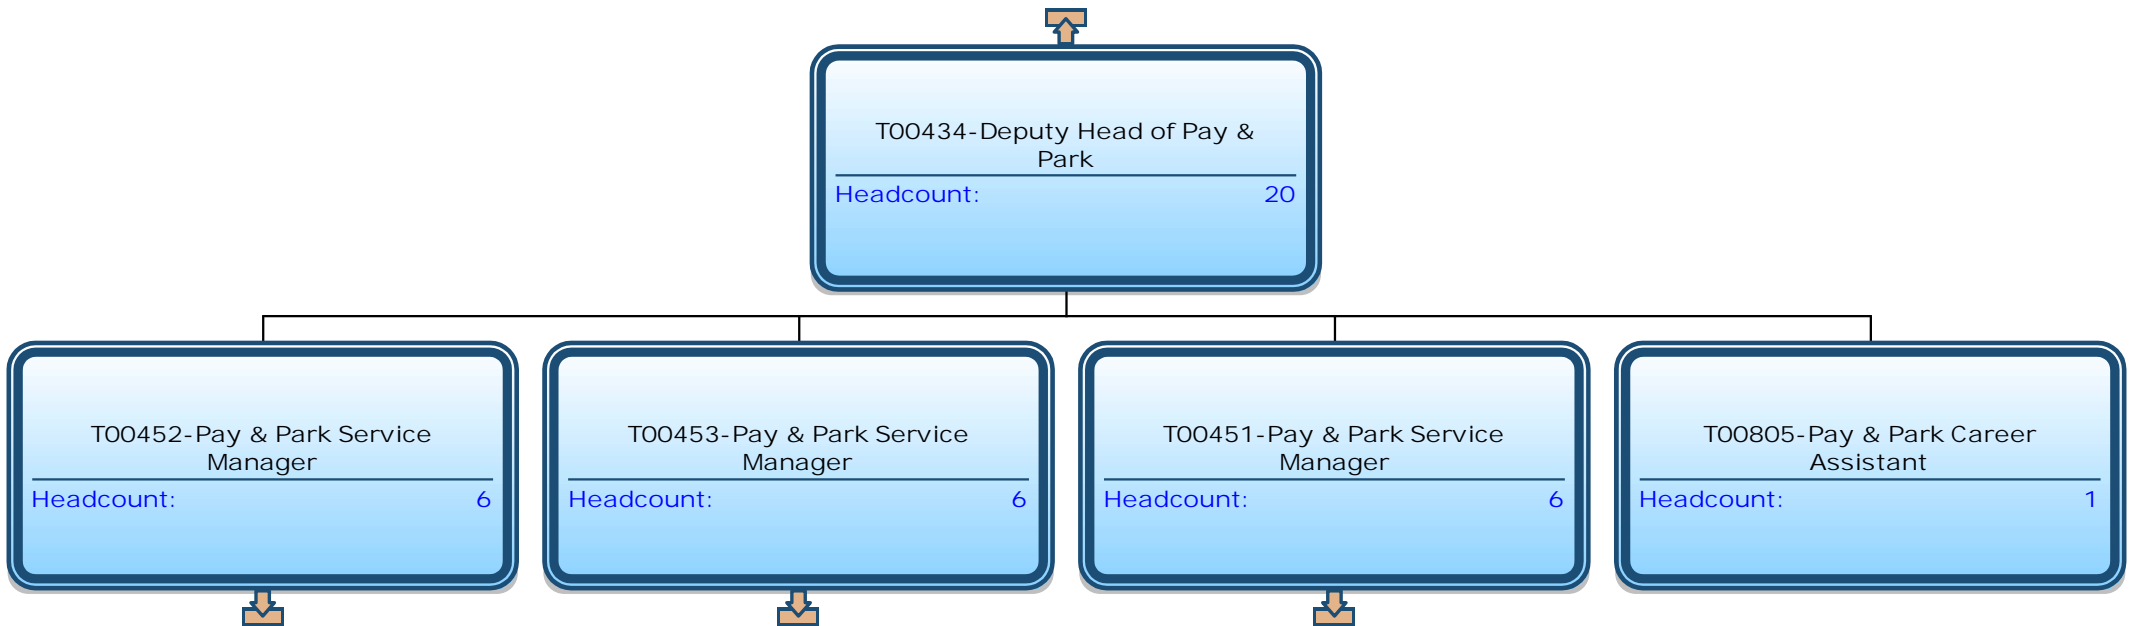 T00434-Deputy Head of Pay &
Park
Headcount: 20
T00452-Pay & Park Service
Manager
Headcount: 6
T00453-Pay & Park Service
Manager
Headcount: 6
T00451-Pay & Park Service
Manager
Headcount: 6
T00805-Pay & Park Career
Assistant
Headcount: 1